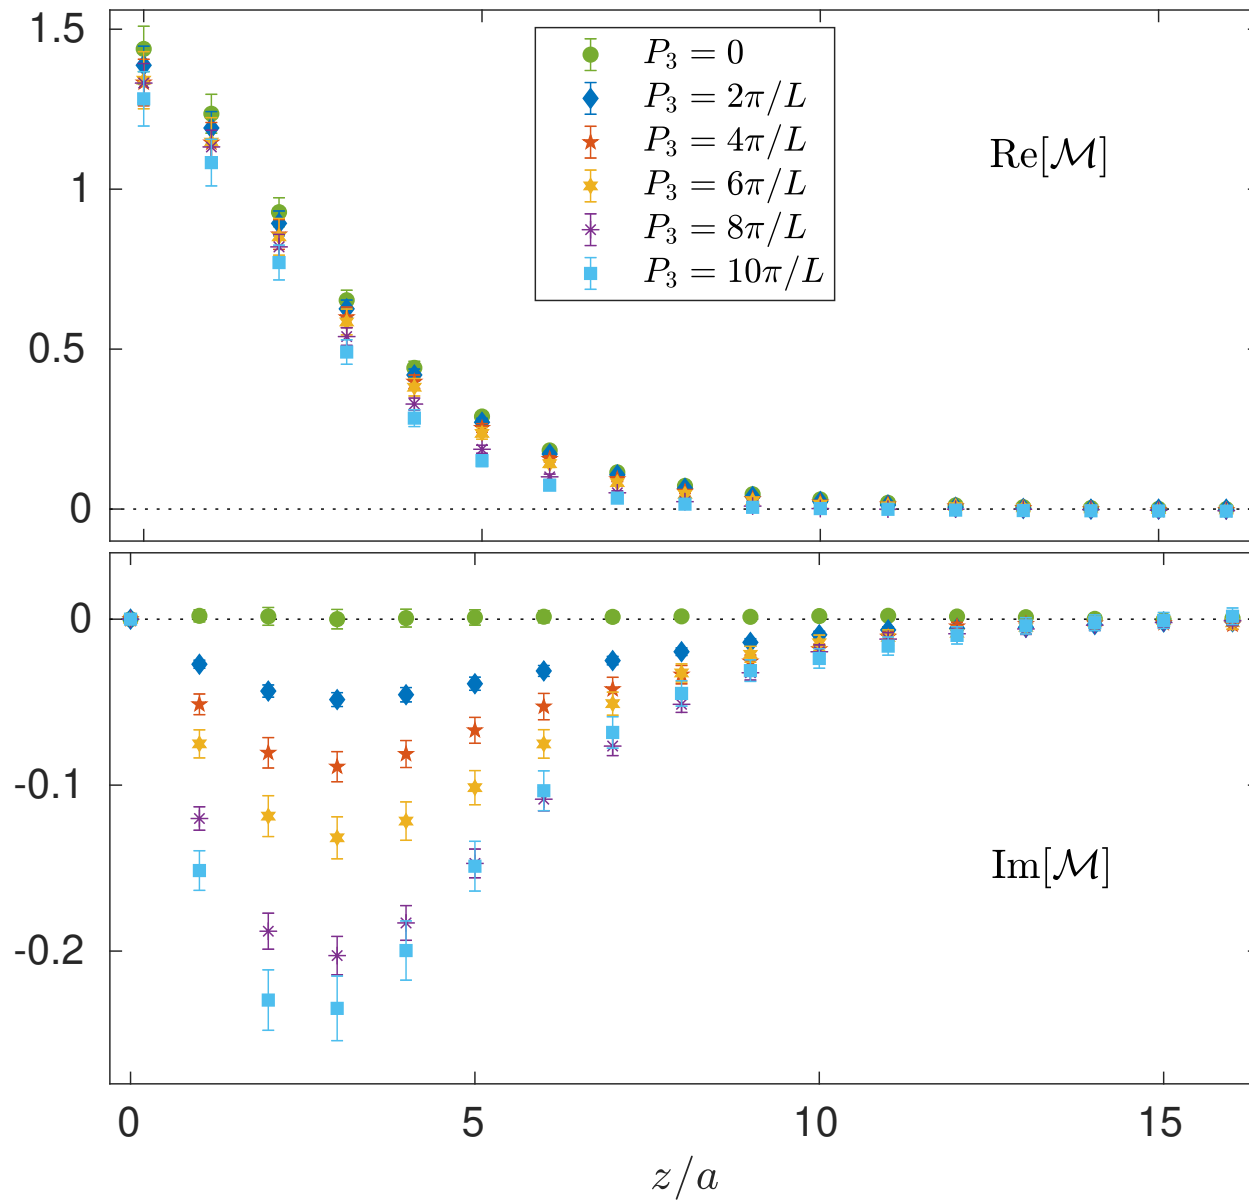 1.5
1
0.5
0
P₃ = 0
P₃ = 2π/L
P₃ = 4π/L
P₃ = 6π/L
P₃ = 8π/L
P₃ = 10π/L
Re[ℳ]
0
-0.1
-0.2
Im[ℳ]
0 5 10 15
z/a